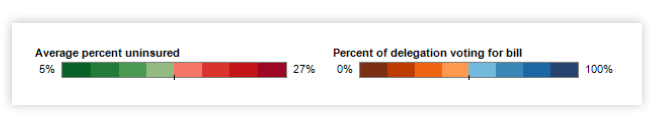 Average percent uninsured
5% 27%
Percent of delegation voting for bill
0% 100%